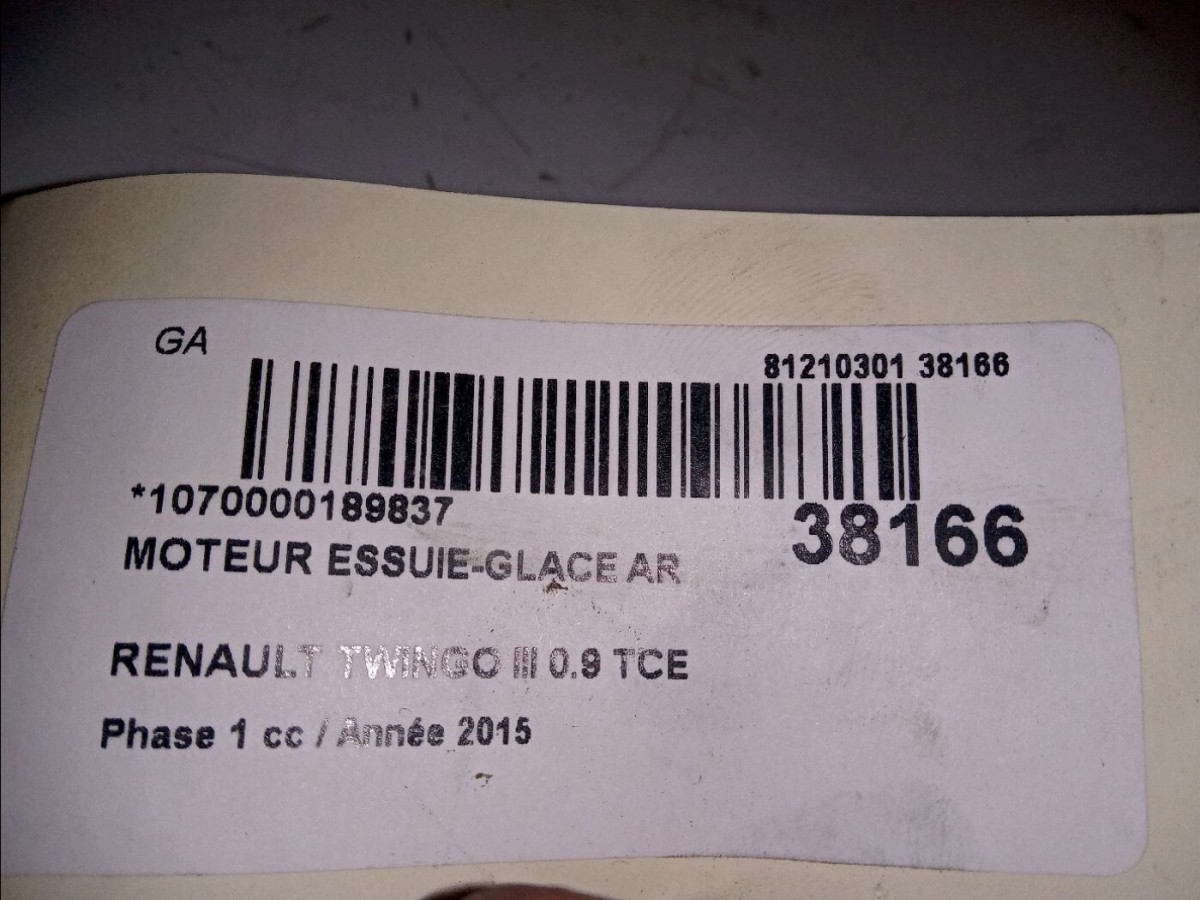 GA
81210301 38166
*1070000189837
38166
MOTEUR ESSUIE-GLACE AR
RENAULT TWINGO III 0.9 TCE
Phase 1 cc / Année 2015